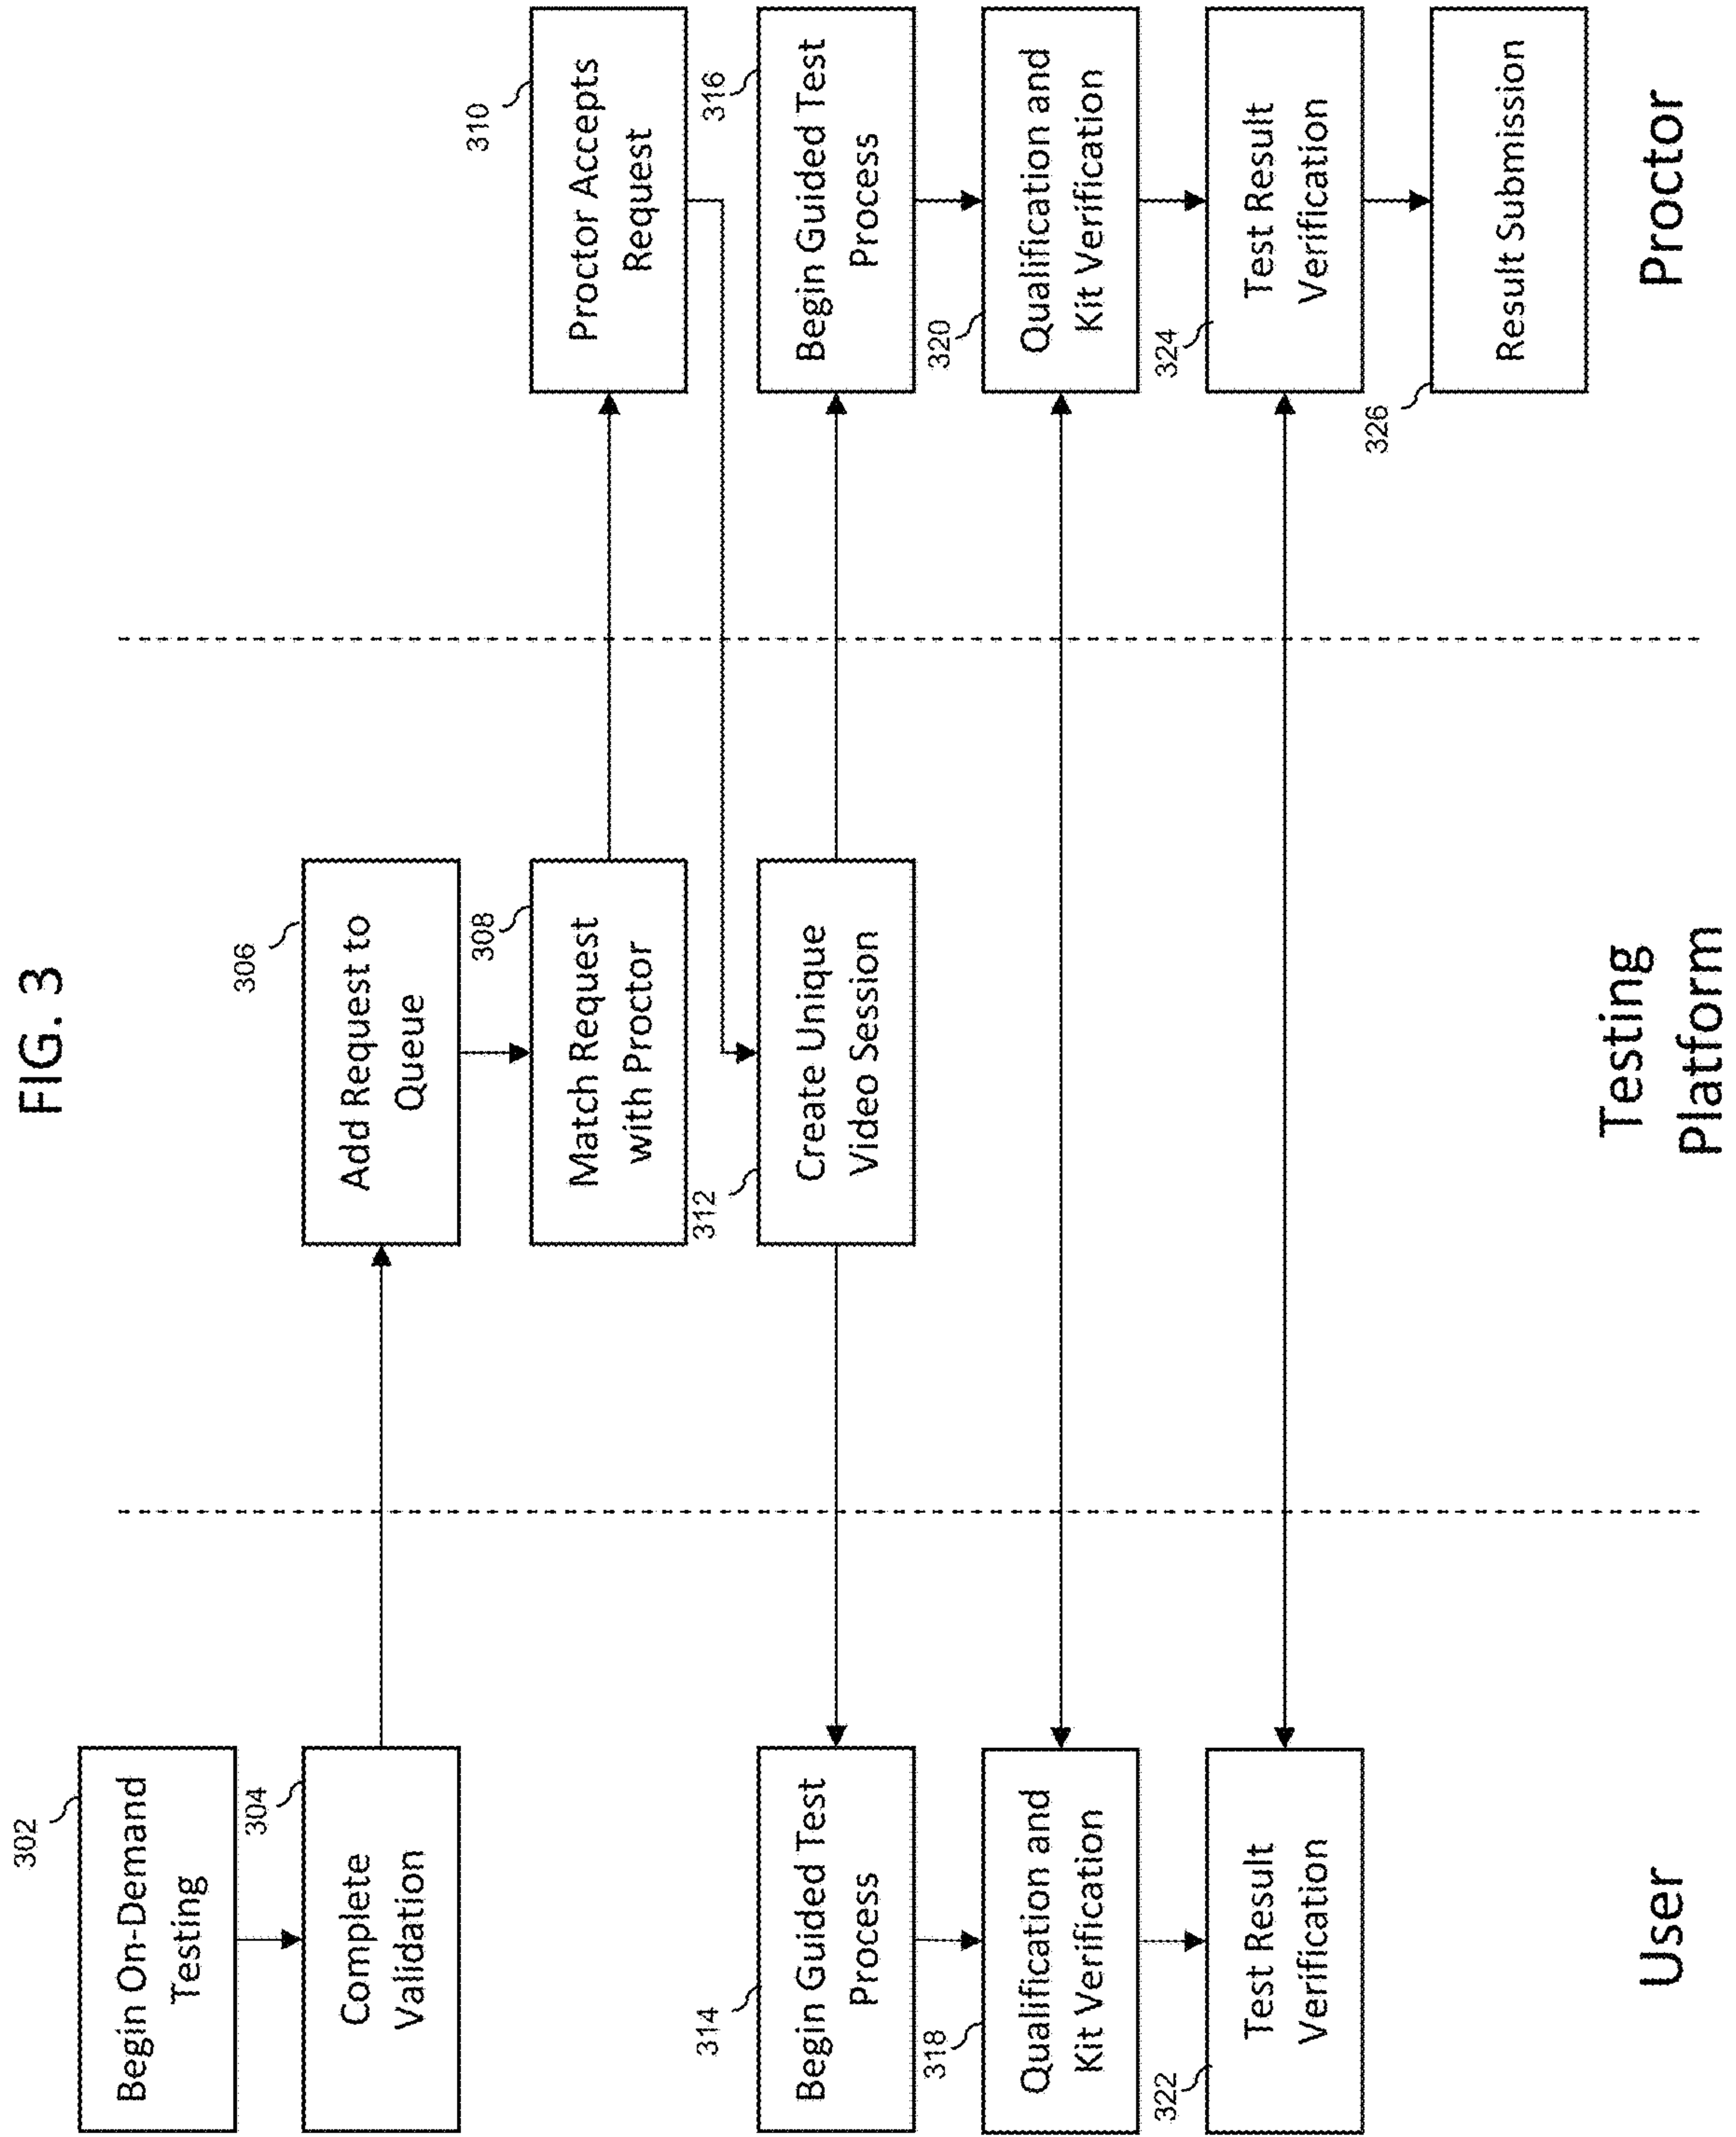 FIG. 3
302
Begin On-Demand
Testing
304
Complete
Validation
306
Add Request to
Queue
308
Match Request
with Proctor
310
Proctor Accepts
Request
312
Create Unique
Video Session
314
Begin Guided Test
Process
316
Begin Guided Test
Process
318
Qualification and
Kit Verification
320
Qualification and
Kit Verification
322
Test Result
Verification
324
Test Result
Verification
326
Result Submission
User
Testing
Platform
Proctor